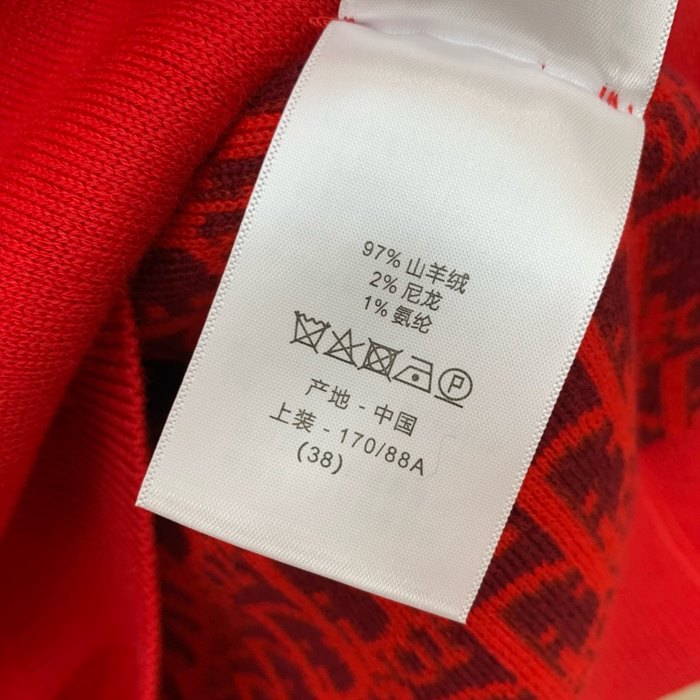 97% 山羊绒
2% 尼龙
1% 氨纶
P
产地 - 中国
上装 - 170/88A
(38)